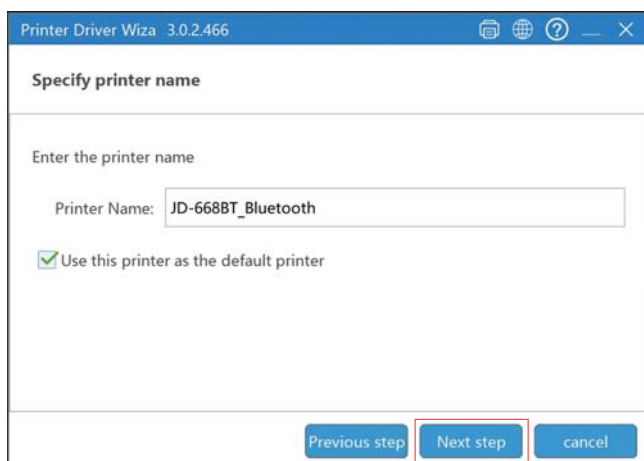 Printer Driver Wiza 3.0.2.466
Specify printer name
Enter the printer name
Printer Name: JD-668BT_Bluetooth
Use this printer as the default printer
Previous step Next step cancel